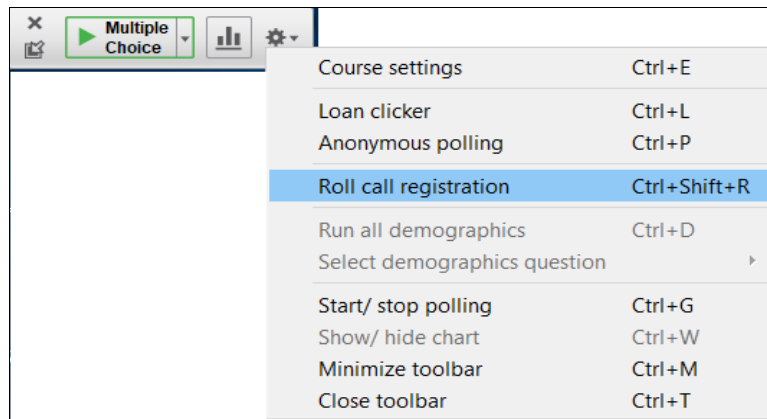 Multiple
Choice
Course settings Ctrl+E
Loan clicker Ctrl+L
Anonymous polling Ctrl+P
Roll call registration Ctrl+Shift+R
Run all demographics Ctrl+D
Select demographics question
Start/ stop polling Ctrl+G
Show/ hide chart Ctrl+W
Minimize toolbar Ctrl+M
Close toolbar Ctrl+T